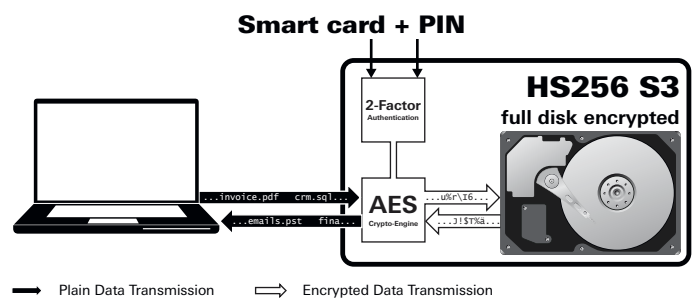 Smart card + PIN
HS256 S3
full disk encrypted
2-Factor
Authentication
...invoice.pdf crm.sql...
...emails.pst fina...
AES
Crypto-Engine
...u%r\I6...
...J!$T%ä...
Plain Data Transmission
Encrypted Data Transmission